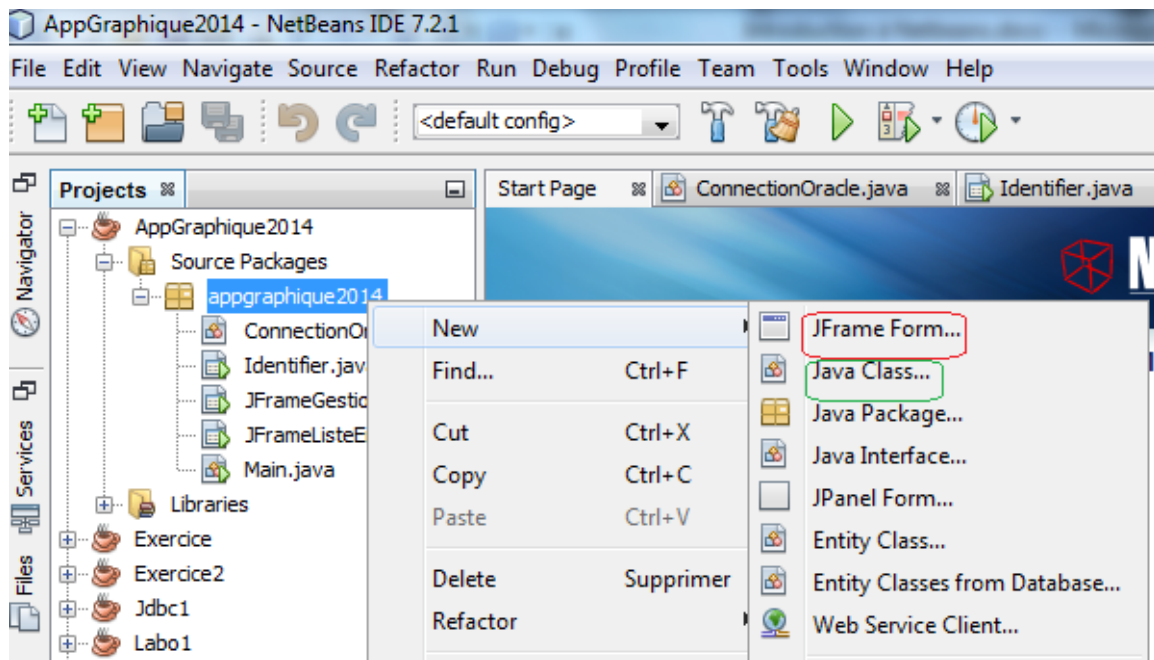 AppGraphique2014 - NetBeans IDE 7.2.1
File Edit View Navigate Source Refactor Run Debug Profile Team Tools Window Help
<default config>
Navigator
Services
Files
Projects
Start Page
ConnectionOracle.java
Identifier.java
AppGraphique2014
Source Packages
appgraphique2014
ConnectionOr
Identifier.jav
JFrameGestio
JFrameListeE
Main.java
Libraries
Exercice
Exercice2
Jdbc1
Labo1
N
New
Find... Ctrl+F
Cut Ctrl+X
Copy Ctrl+C
Paste Ctrl+V
Delete Supprimer
Refactor
JFrame Form...
Java Class...
Java Package...
Java Interface...
JPanel Form...
Entity Class...
Entity Classes from Database...
Web Service Client...